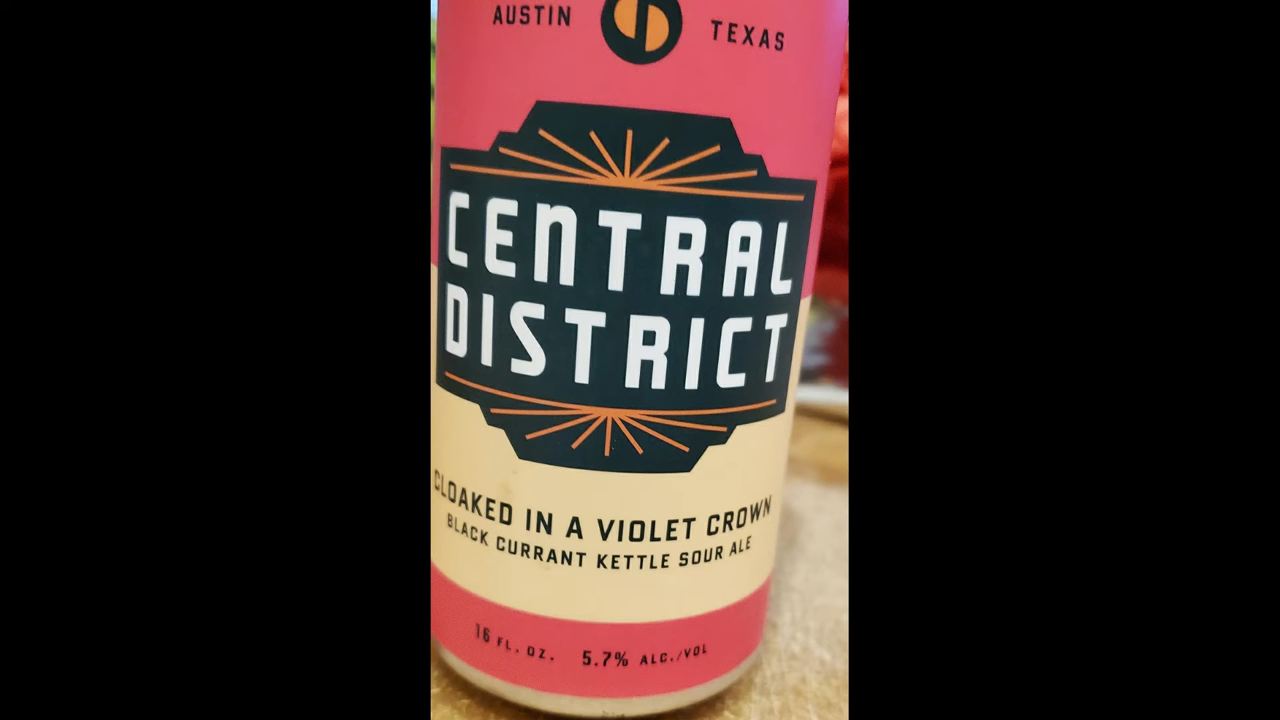 AUSTIN TEXAS
CENTRAL
DISTRICT
CLOAKED IN A VIOLET CROWN
BLACK CURRANT KETTLE SOUR ALE
16 FL. OZ. 5.7% ALC./VOL